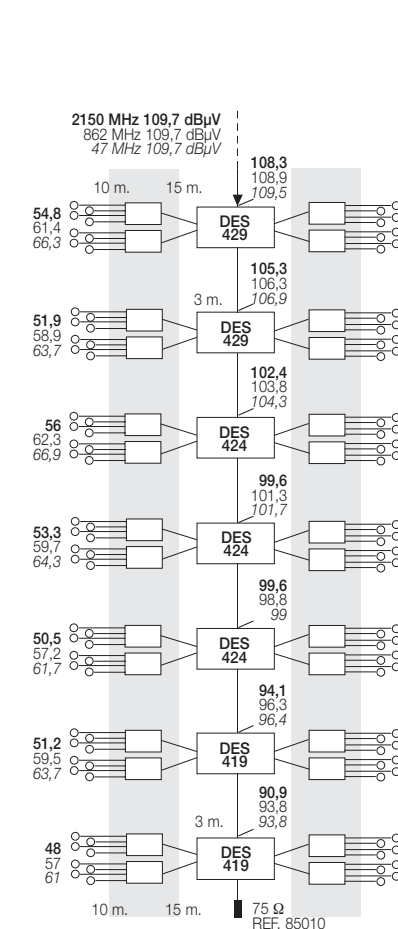 2150 MHz 109,7 dBµV
862 MHz 109,7 dBµV
47 MHz 109,7 dBµV
108,3
108,9
109,5
10 m.
15 m.
54,8
61,4
66,3
DES
429
105,3
106,3
106,9
3 m.
51,9
58,9
63,7
DES
429
102,4
103,8
104,3
56
62,3
66,9
DES
424
99,6
101,3
101,7
53,3
59,7
64,3
DES
424
99,6
98,8
99
50,5
57,2
61,7
DES
424
94,1
96,3
96,4
51,2
59,5
63,7
DES
419
90,9
93,8
93,8
3 m.
48
57
61
DES
419
10 m.
15 m.
75 Ω
REF. 85010